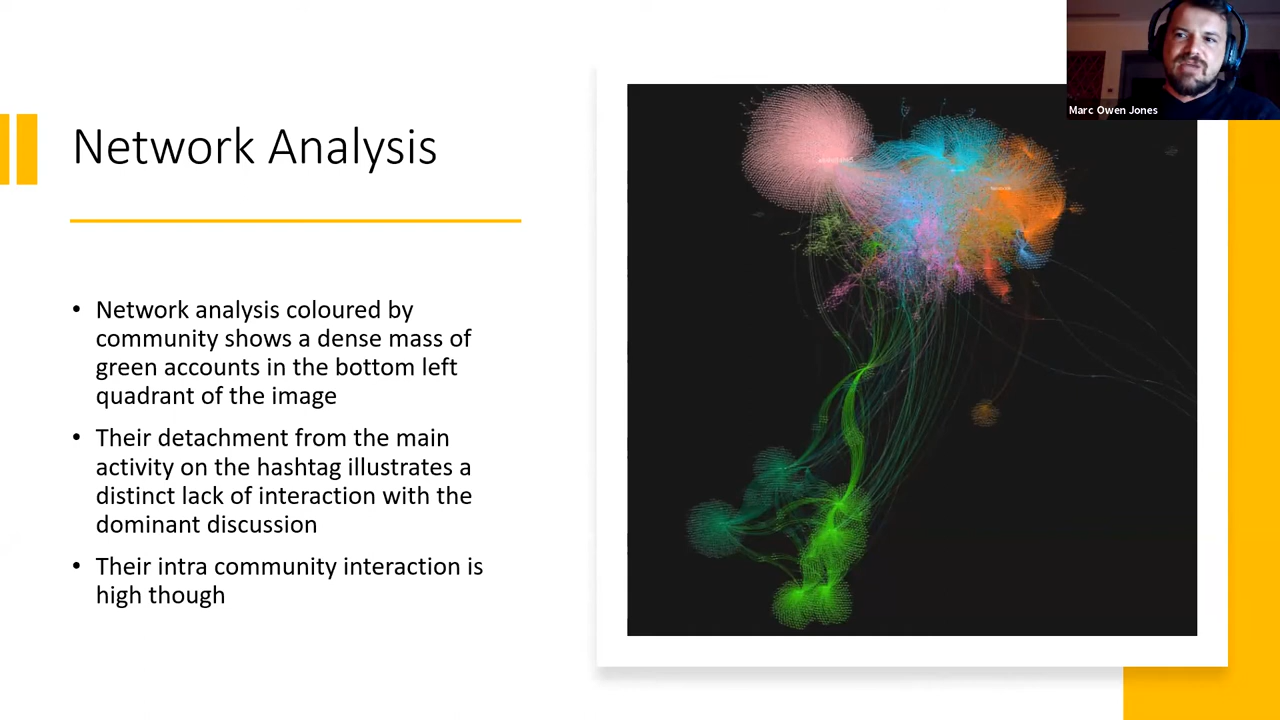 Network Analysis
• Network analysis coloured by
community shows a dense mass of
green accounts in the bottom left
quadrant of the image
• Their detachment from the main
activity on the hashtag illustrates a
distinct lack of interaction with the
dominant discussion
• Their intra community interaction is
high though
Marc Owen Jones